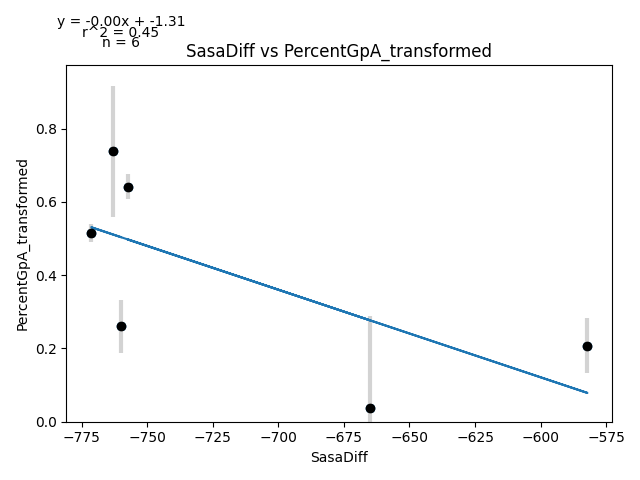 y = -0.00x + -1.31
r^2 = 0.45
n = 6
SasaDiff vs PercentGpA_transformed
PercentGpA_transformed
0.8
0.6
0.4
0.2
0.0
−775 −750 −725 −700 −675 −650 −625 −600 −575
SasaDiff